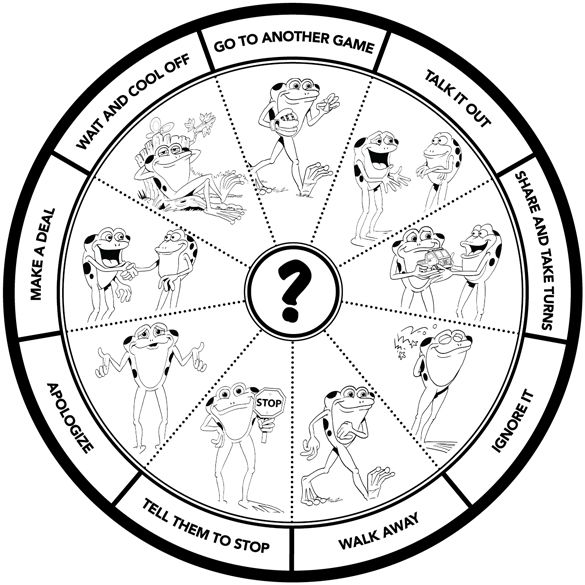 GO TO ANOTHER GAME
TALK IT OUT
SHARE AND TAKE TURNS
IGNORE IT
WALK AWAY
TELL THEM TO STOP
APOLOGIZE
MAKE A DEAL
WAIT AND COOL OFF
STOP
?